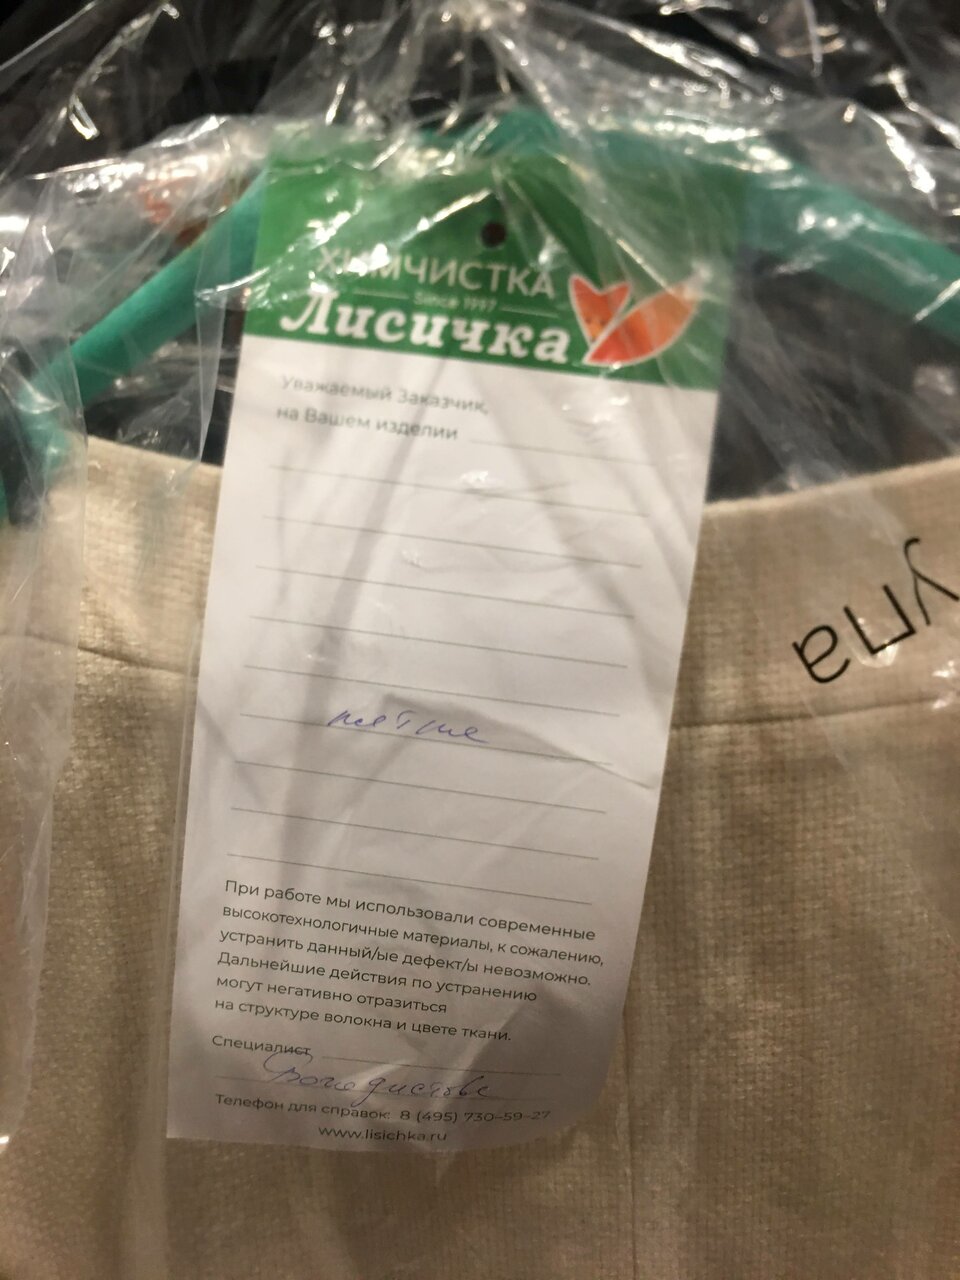 ХИМЧИСТКА
Since 1997
Лисичка
Уважаемый Заказчик,
на Вашем изделии
упа
При работе мы использовали современные
высокотехнологичные материалы, к сожалению,
устранить данный/ые дефект/ы невозможно.
Дальнейшие действия по устранению
могут негативно отразиться
на структуре волокна и цвете ткани.
Специалист
Телефон для справок: 8 (495) 730-59-27
www.lisichka.ru